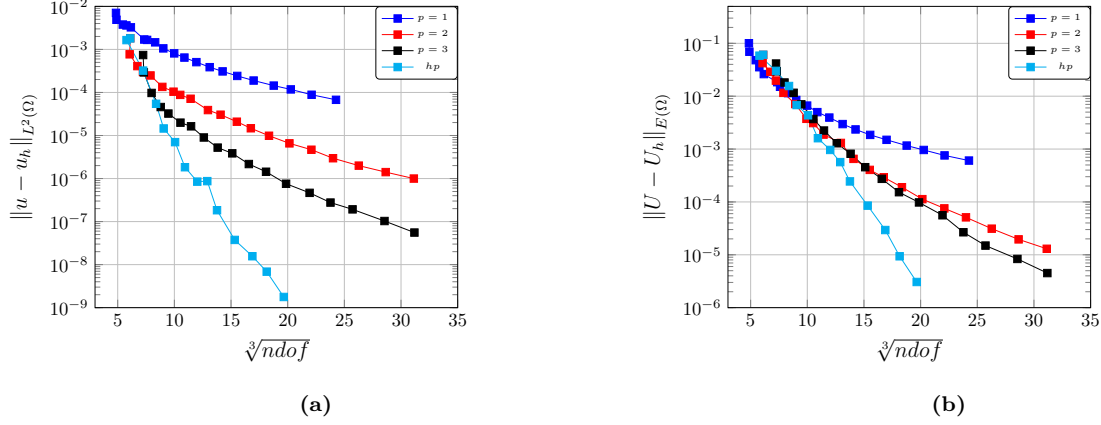 10⁻²
10⁻³
10⁻⁴
10⁻⁵
10⁻⁶
10⁻⁷
10⁻⁸
10⁻⁹
‖u − u_h‖_{L²(Ω)}
5 10 15 20 25 30 35
∛ndof
p = 1
p = 2
p = 3
hp
(a)
10⁻¹
10⁻²
10⁻³
10⁻⁴
10⁻⁵
10⁻⁶
‖U − U_h‖_{E(Ω)}
5 10 15 20 25 30 35
∛ndof
p = 1
p = 2
p = 3
hp
(b)